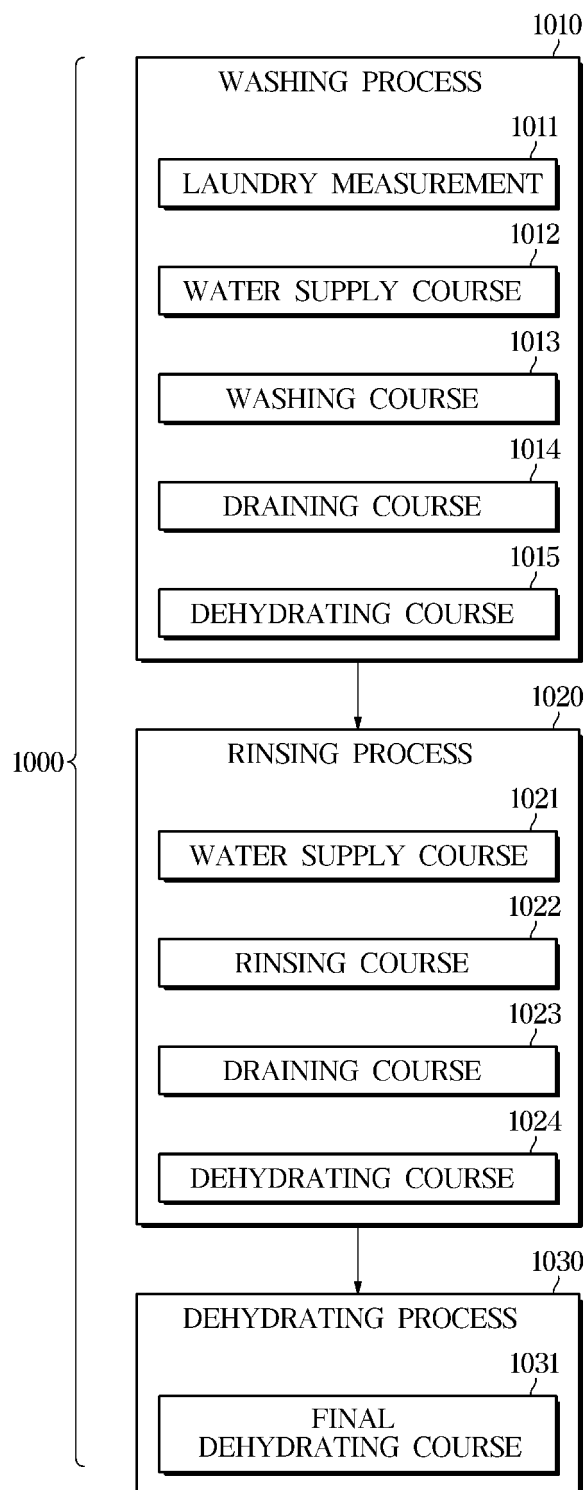 1010
WASHING PROCESS
1011
LAUNDRY MEASUREMENT
1012
WATER SUPPLY COURSE
1013
WASHING COURSE
1014
DRAINING COURSE
1015
DEHYDRATING COURSE
1020
RINSING PROCESS
1000
1021
WATER SUPPLY COURSE
1022
RINSING COURSE
1023
DRAINING COURSE
1024
DEHYDRATING COURSE
1030
DEHYDRATING PROCESS
1031
FINAL
DEHYDRATING COURSE